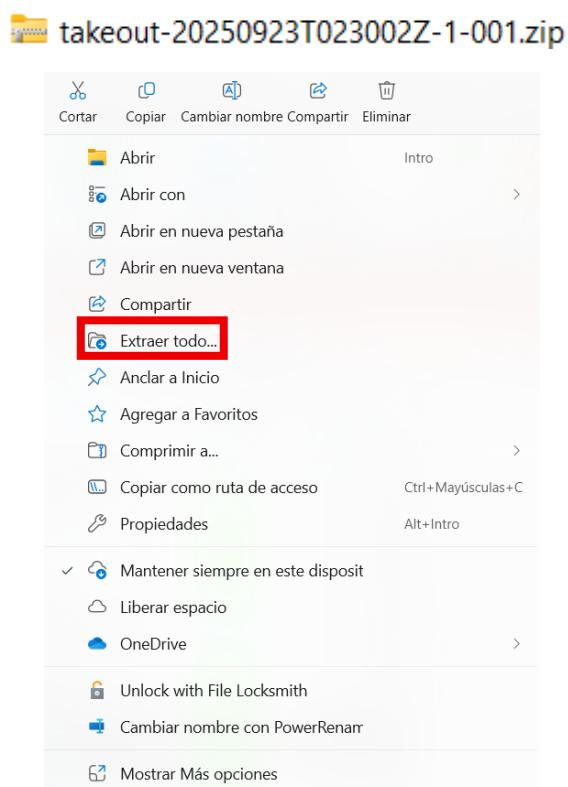 takeout-20250923T023002Z-1-001.zip
Cortar Copiar Cambiar nombre Compartir Eliminar
Abrir Intro
Abrir con
Abrir en nueva pestaña
Abrir en nueva ventana
Compartir
Extraer todo...
Anclar a Inicio
Agregar a Favoritos
Comprimir a...
Copiar como ruta de acceso Ctrl+Mayúsculas+C
Propiedades Alt+Intro
Mantener siempre en este disposit
Liberar espacio
OneDrive
Unlock with File Locksmith
Cambiar nombre con PowerRenam
Mostrar Más opciones